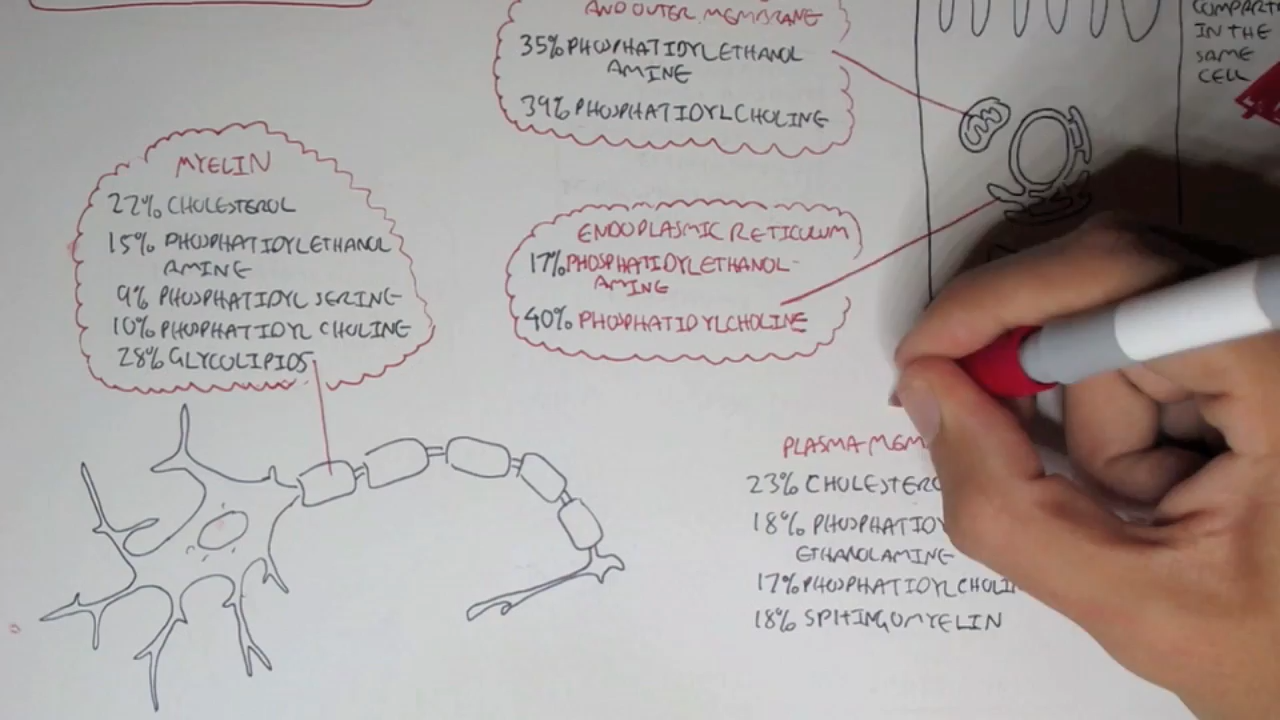 AND OUTER MEMBRANE
35% PHOSPHATIDYLETHANOL
AMINE
39% PHOSPHATIDYLCHOLINE
COMPART
IN THE
SAME
CELL
MYELIN
22% CHOLESTEROL
15% PHOSPHATIDYLETHANOL
AMINE
9% PHOSPHATIDYL SERINE
10% PHOSPHATIDYL CHOLINE
28% GLYCOLIPIDS
ENDOPLASMIC RETICULUM
17% PHOSPHATIDYLETHANOL-
AMINE
40% PHOSPHATIDYLCHOLINE
PLASMA MEM
23% CHOLESTERO
18% PHOSPHATIDY
ETHANOLAMINE
17% PHOSPHATIDYLCHOLIN
18% SPHINGOMYELIN